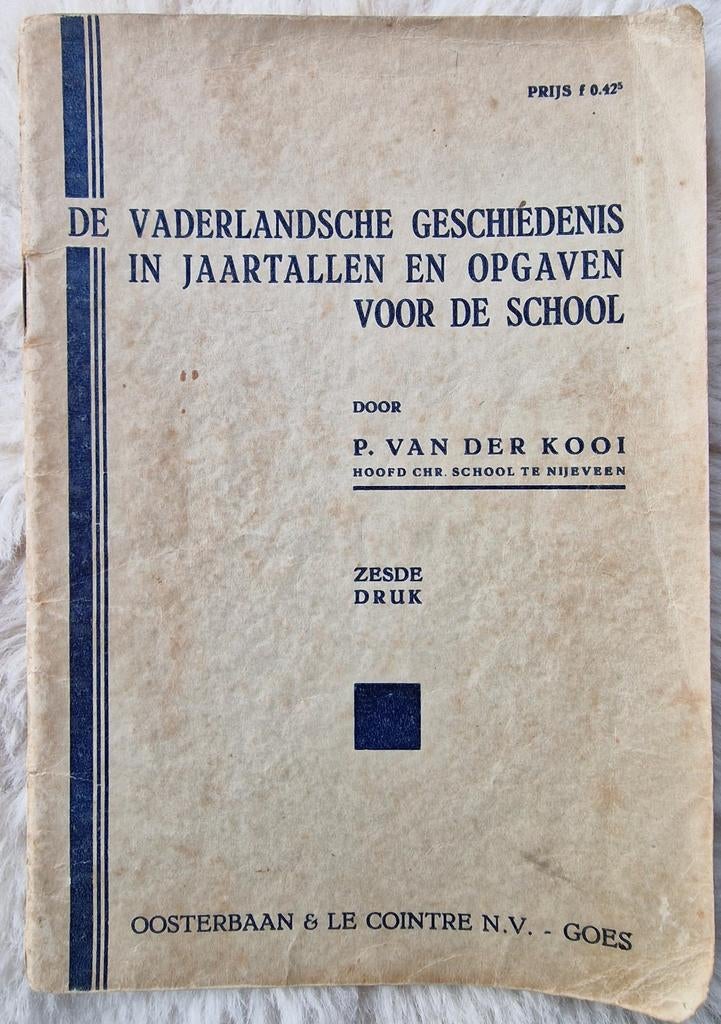 PRIJS f 0.42⁵
DE VADERLANDSCHE GESCHIEDENIS
IN JAARTALLEN EN OPGAVEN
VOOR DE SCHOOL
DOOR
P. VAN DER KOOI
HOOFD CHR. SCHOOL TE NIJEVEEN
ZESDE
DRUK
OOSTERBAAN & LE COINTRE N.V. - GOES